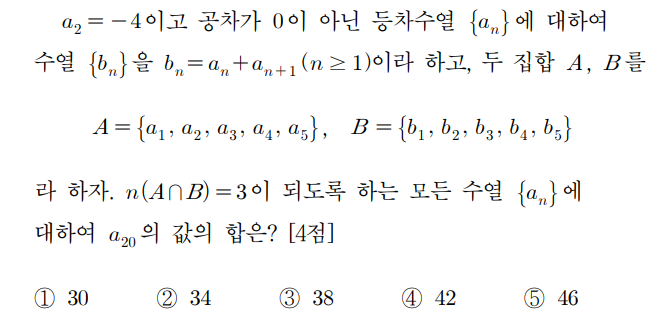 a₂ = −4이고 공차가 0이 아닌 등차수열 {aₙ}에 대하여
수열 {bₙ}을 bₙ = aₙ + aₙ₊₁ (n ≥ 1)이라 하고, 두 집합 A, B를
A = {a₁, a₂, a₃, a₄, a₅}, B = {b₁, b₂, b₃, b₄, b₅}
라 하자. n(A∩B) = 3이 되도록 하는 모든 수열 {aₙ}에
대하여 a₂₀의 값의 합은? [4점]
① 30 ② 34 ③ 38 ④ 42 ⑤ 46